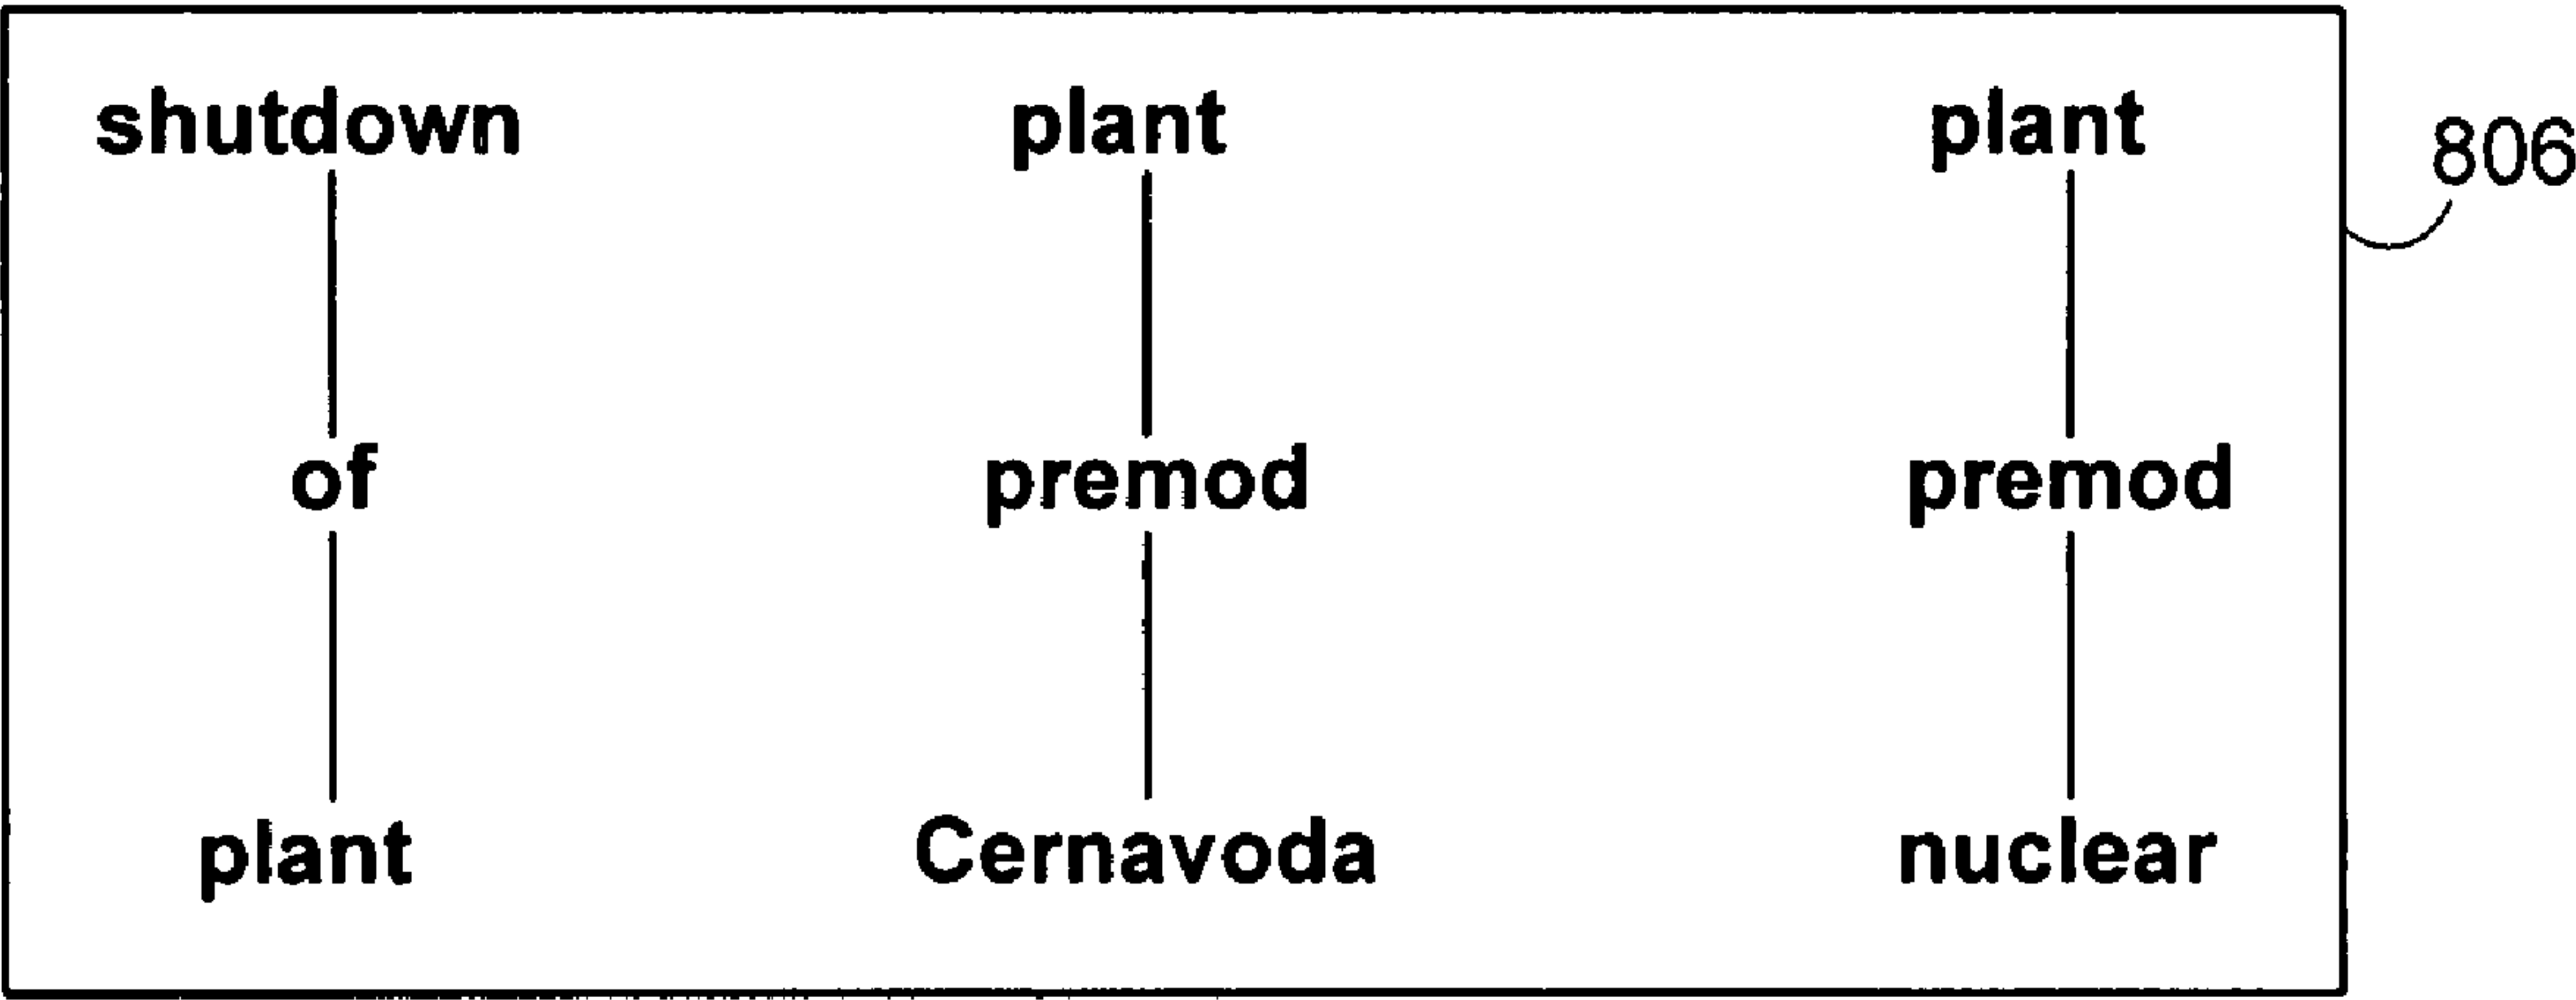 shutdown plant plant 806
of premod premod
plant Cernavoda nuclear